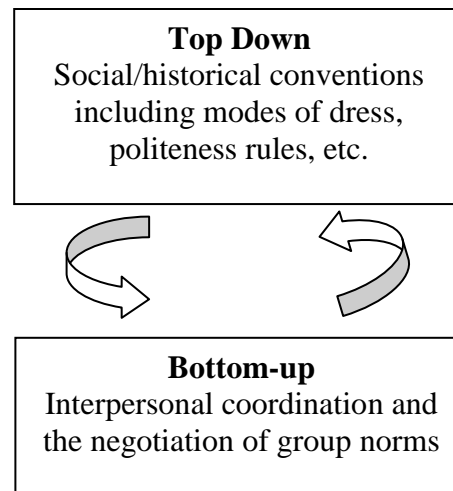 Top Down
Social/historical conventions
including modes of dress,
politeness rules, etc.
Bottom-up
Interpersonal coordination and
the negotiation of group norms